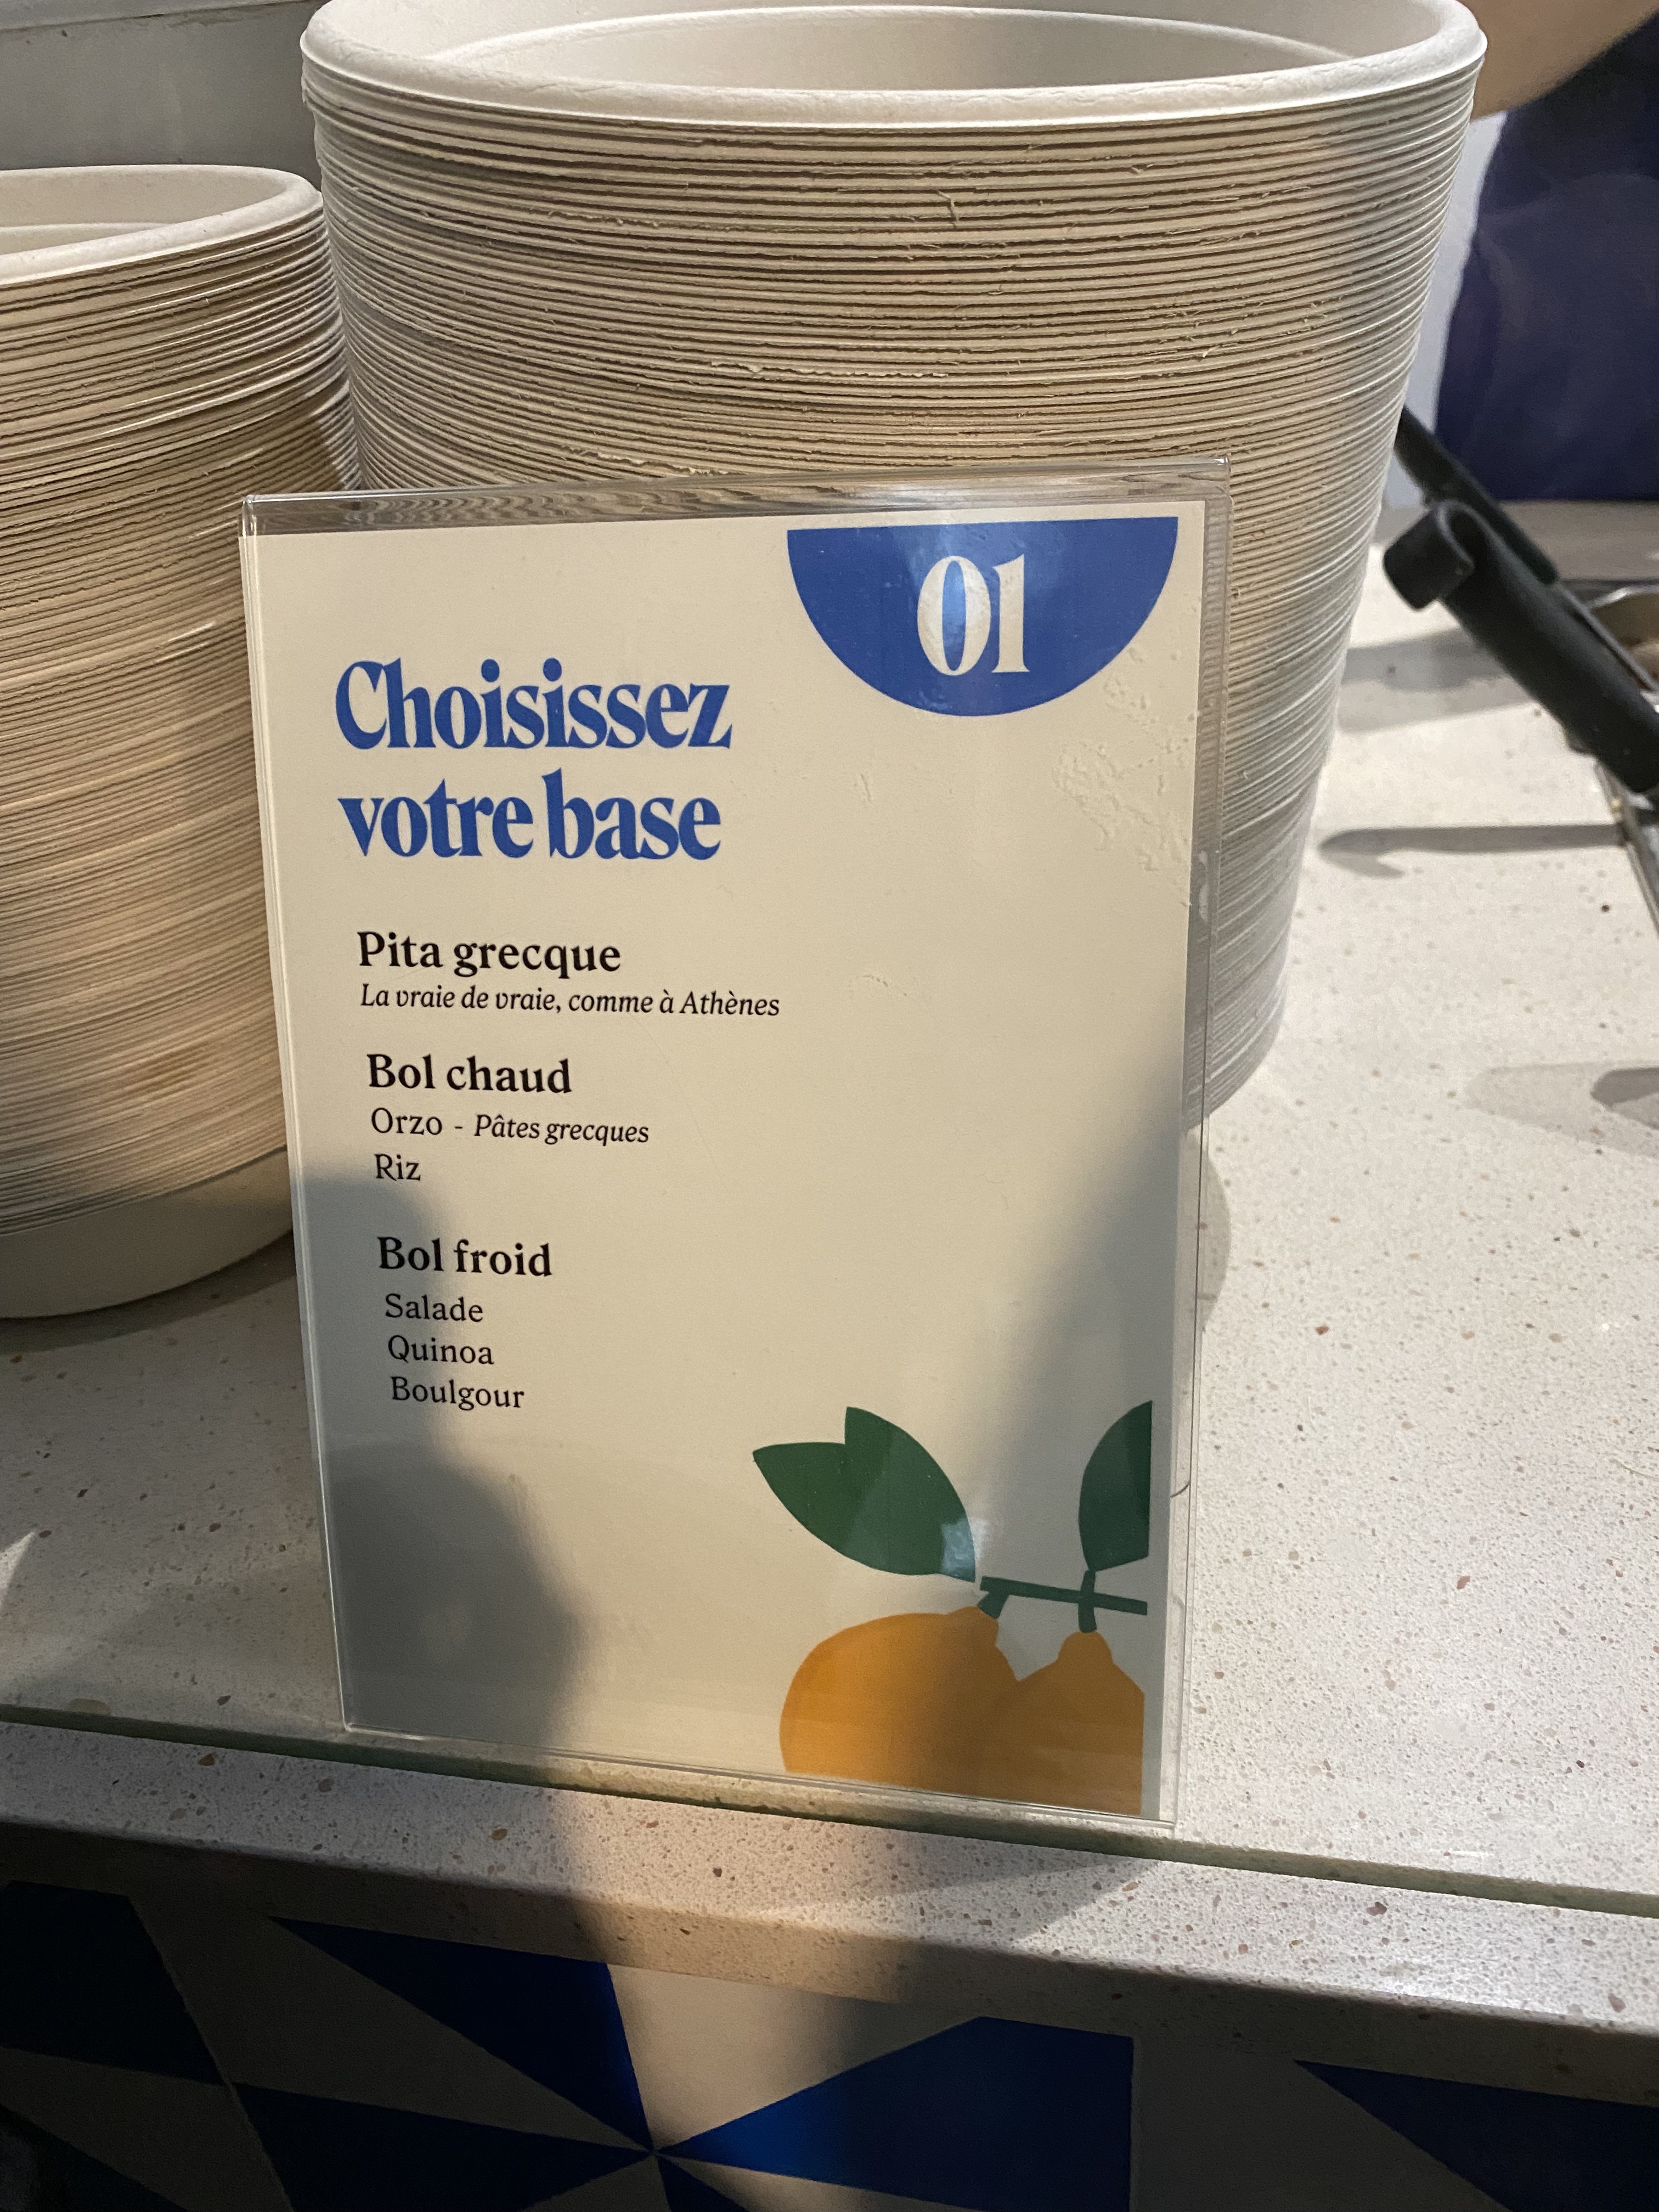 01
Choisissez
votre base
Pita grecque
La vraie de vraie, comme à Athènes
Bol chaud
Orzo - Pâtes grecques
Riz
Bol froid
Salade
Quinoa
Boulgour